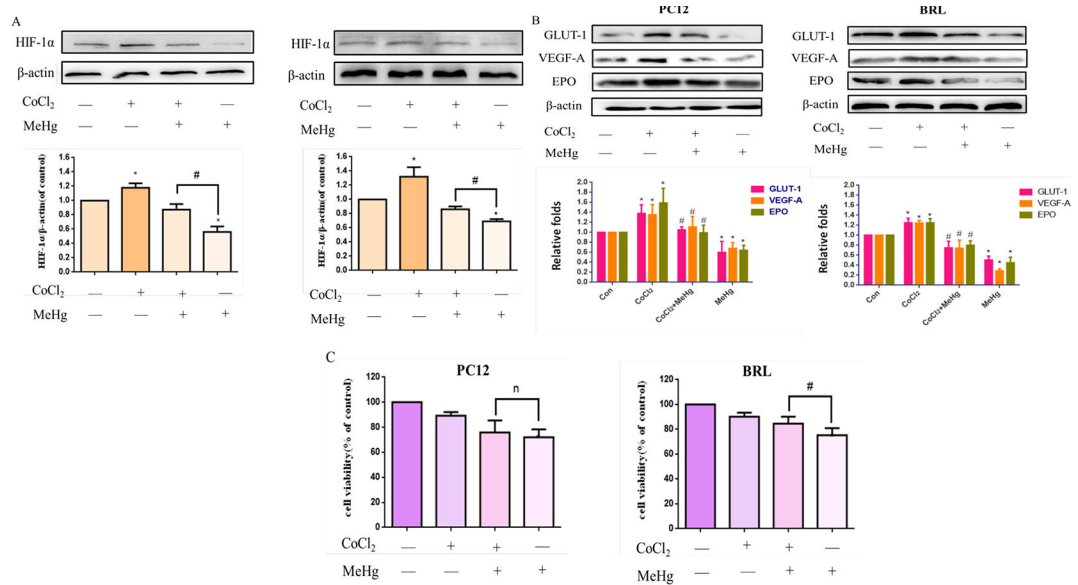 A
HIF-1α
β-actin
CoCl2 — + + —
MeHg — — + +
HIF-1α
β-actin
CoCl2 — + + —
MeHg — — + +
HIF-1α/β-actin(of control)
1.6
1.4
1.2
1.0
0.8
0.6
0.4
0.2
0.0
* # *
CoCl2 — + + —
MeHg — — + +
HIF-1α/β-actin(of control)
1.6
1.4
1.2
1.0
0.8
0.6
0.4
0.2
0.0
* # *
CoCl2 — + + —
MeHg — — + +
B
PC12
GLUT-1
VEGF-A
EPO
β-actin
CoCl2 — + + —
MeHg — — + +
BRL
GLUT-1
VEGF-A
EPO
β-actin
CoCl2 — + + —
MeHg — — + +
Relative folds
2.0
1.8
1.6
1.4
1.2
1.0
0.8
0.6
0.4
0.2
0.0
* * * # # # * * *
GLUT-1
VEGF-A
EPO
Con CoCl2 CoCl2+MeHg MeHg
Relative folds
2.0
1.8
1.6
1.4
1.2
1.0
0.8
0.6
0.4
0.2
0.0
* * * # # # * * *
GLUT-1
VEGF-A
EPO
Con CoCl2 CoCl2+MeHg MeHg
C
PC12
cell viability(% of control)
120
100
80
60
40
20
0
n
CoCl2 — + + —
MeHg — — + +
BRL
cell viability(% of control)
120
100
80
60
40
20
0
#
CoCl2 — + + —
MeHg — — + +